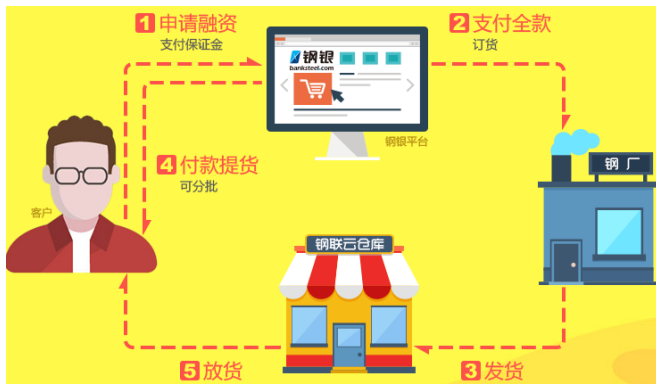 1 申请融资
支付保证金
2 支付全款
订货
钢银
banksteel.com
钢银平台
钢厂
4 付款提货
可分批
客户
钢联云仓库
5 放货
3 发货